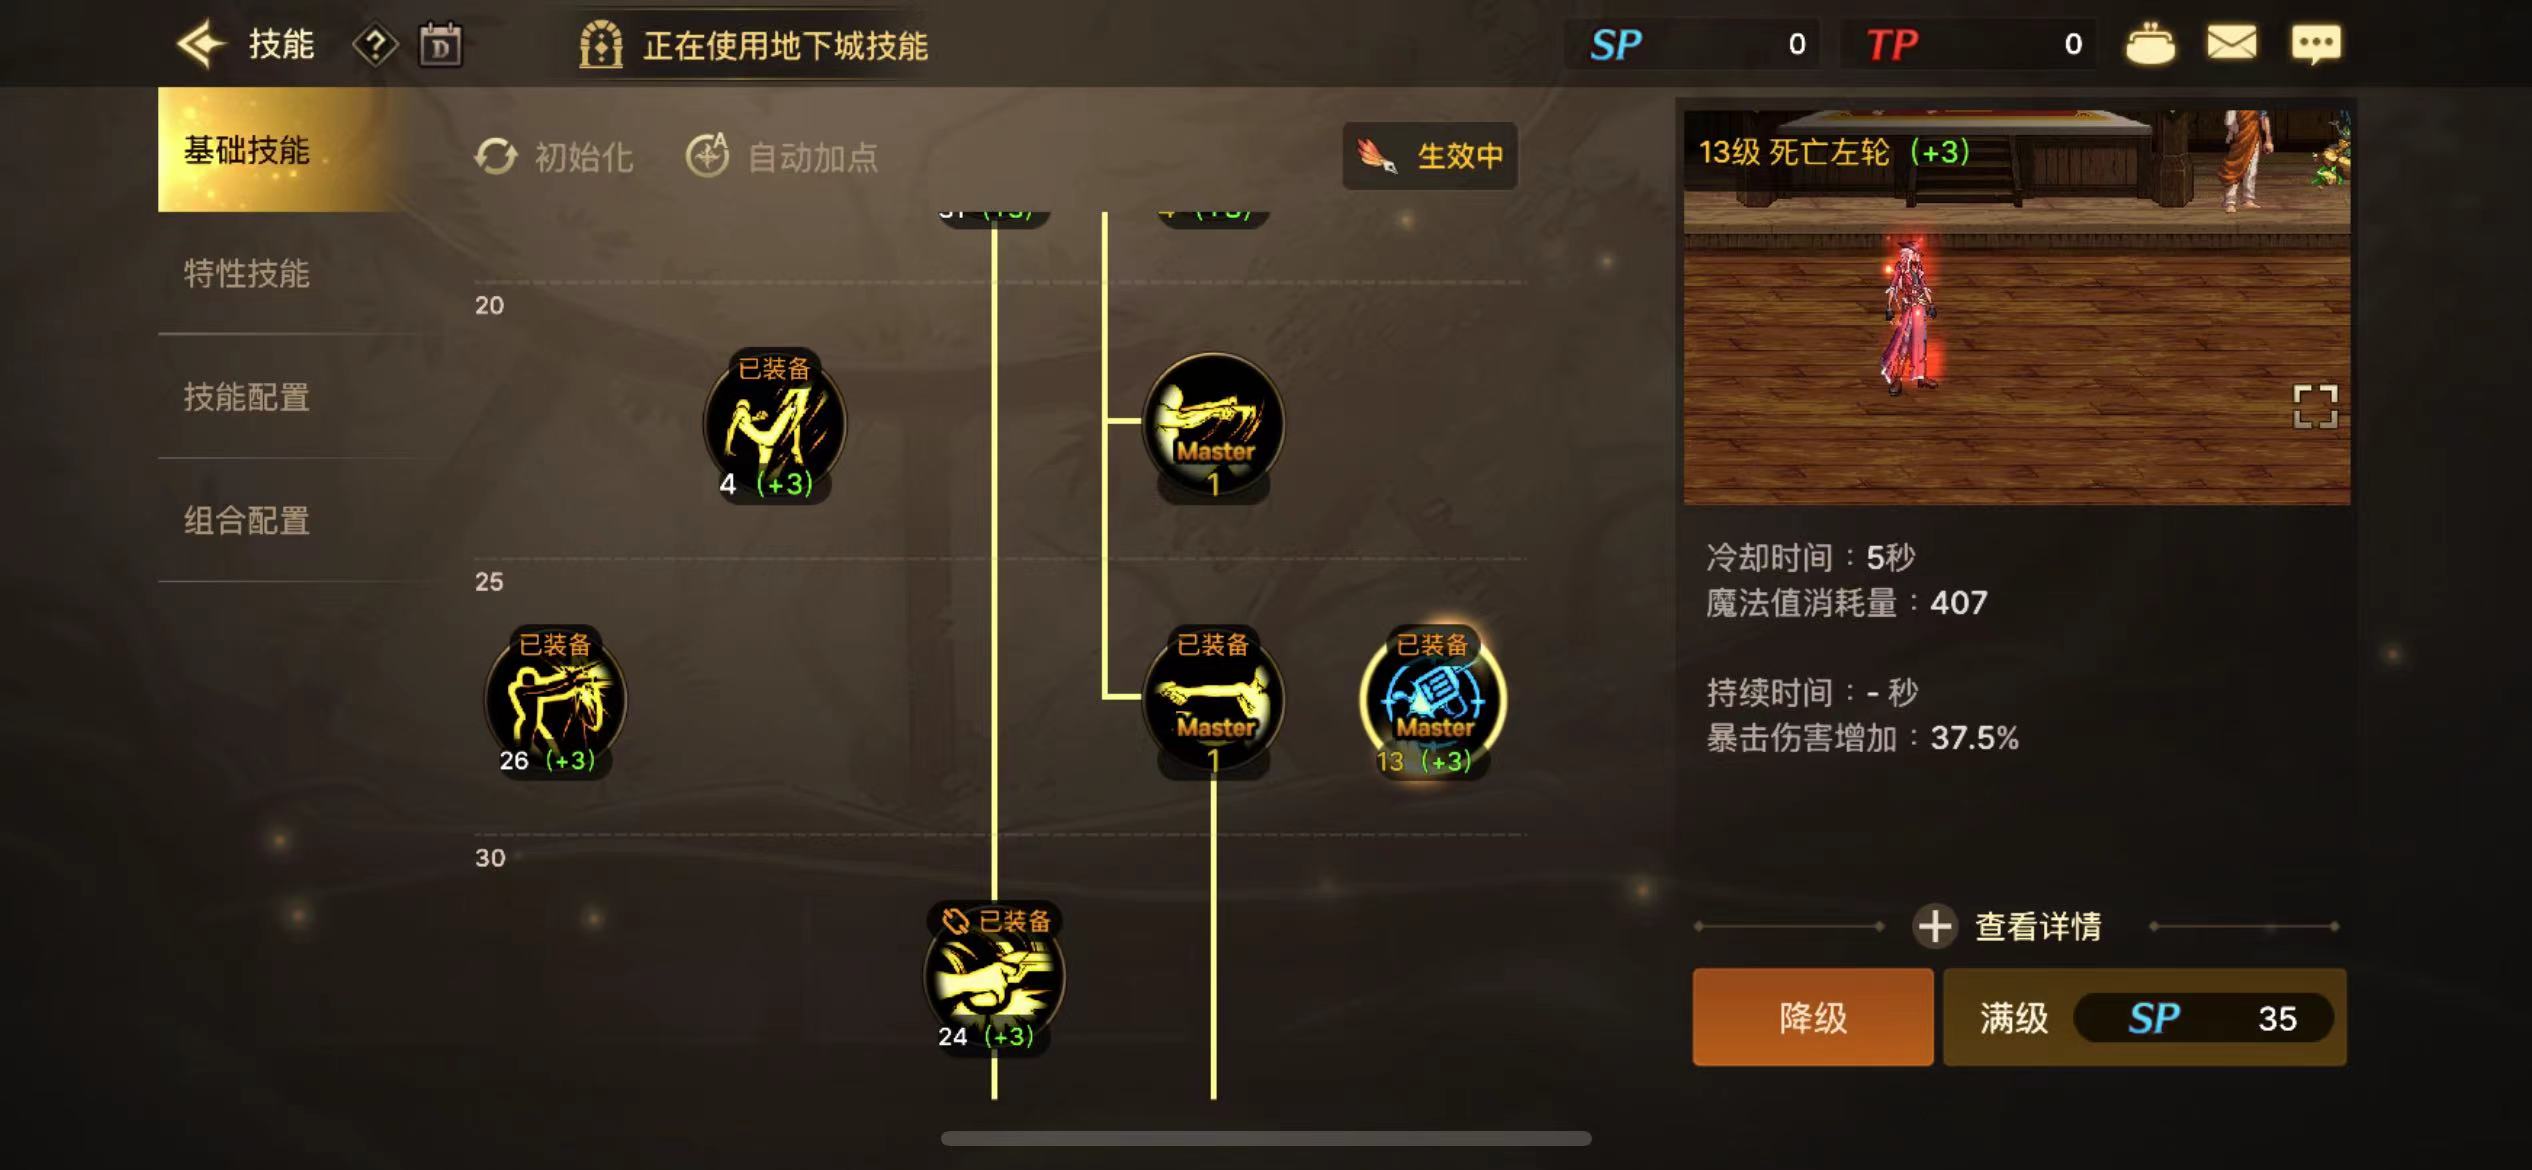 技能
?
D
正在使用地下城技能
SP 0
TP 0
基础技能
特性技能
技能配置
组合配置
初始化
自动加点
生效中
20
已装备
4 (+3)
Master
1
25
已装备
26 (+3)
已装备
Master
1
已装备
Master
13 (+3)
30
已装备
24 (+3)
13级 死亡左轮 (+3)
冷却时间：5秒
魔法值消耗量：407
持续时间：- 秒
暴击伤害增加：37.5%
查看详情
降级
满级 SP 35